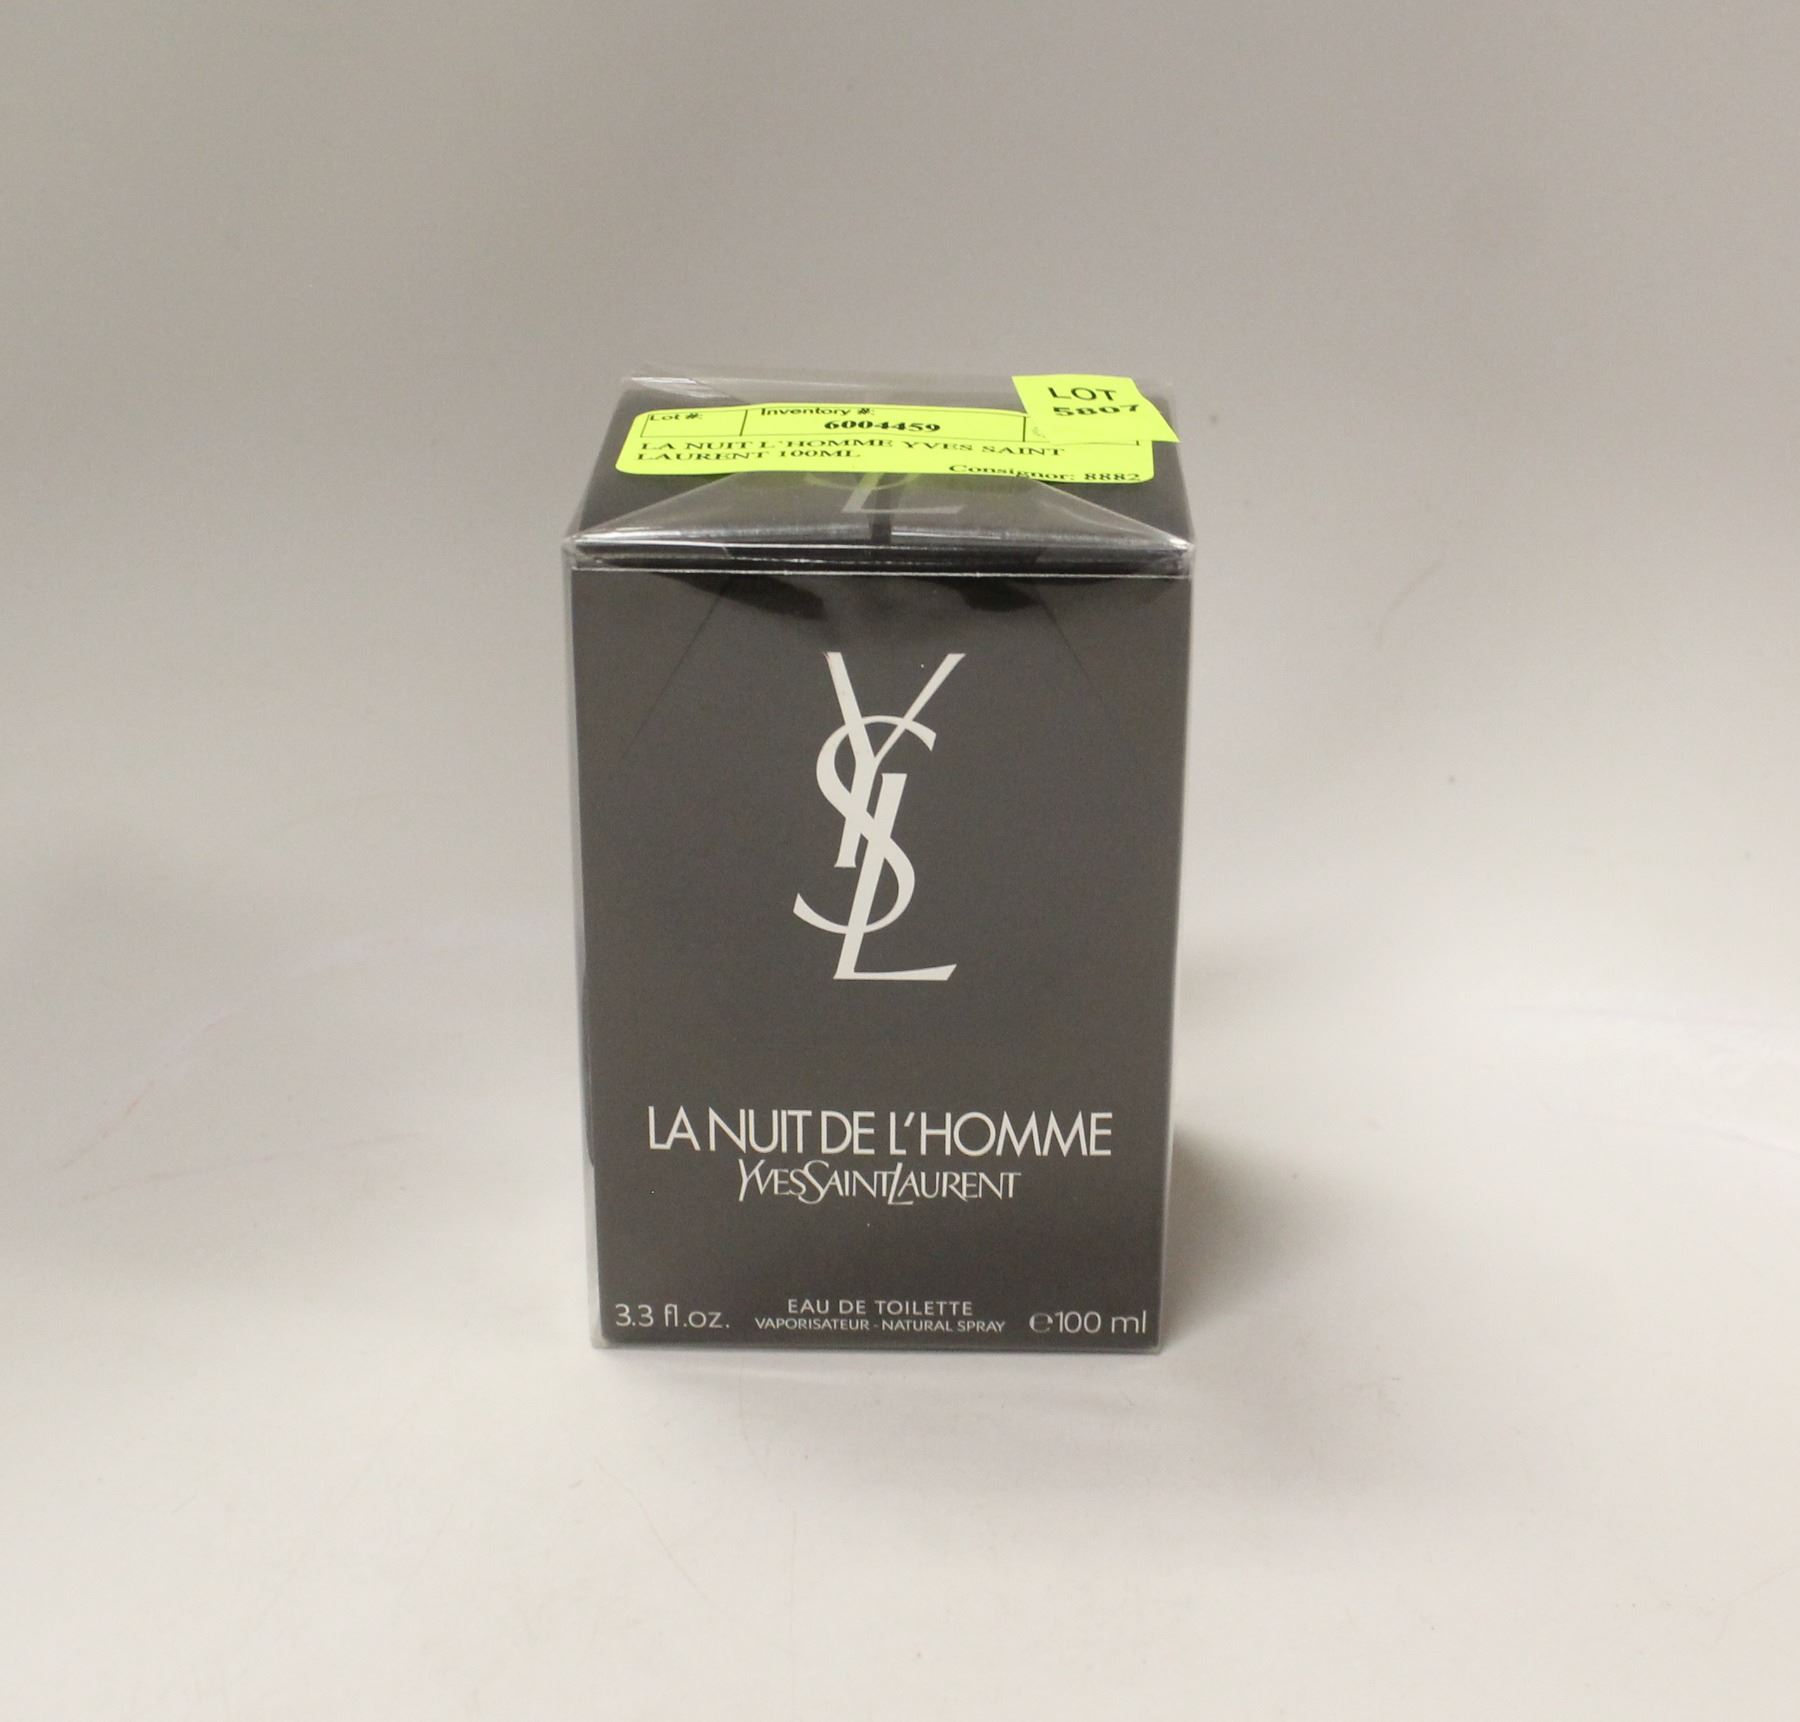 LOT
5807
Lot #:
Inventory #:
6004459
LA NUIT L'HOMME YVES SAINT
LAURENT 100ML
Consignor: 8882
YSL
LA NUIT DE L'HOMME
YVESSAINTLAURENT
EAU DE TOILETTE
3.3 fl.oz. VAPORISATEUR - NATURAL SPRAY ℮100 ml